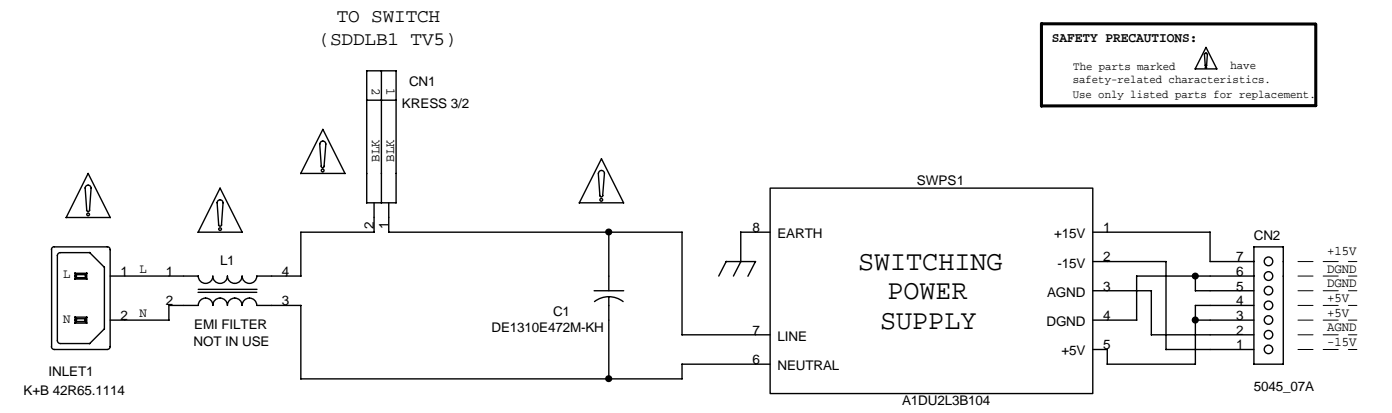 TO SWITCH
(SDDLB1 TV5)
SAFETY PRECAUTIONS:
The parts marked have
safety-related characteristics.
Use only listed parts for replacement.
CN1
KRESS 3/2
2 1
BLK BLK
2 1
SWPS1
8 EARTH
SWITCHING
POWER
SUPPLY
7 LINE
6 NEUTRAL
+15V 1
-15V 2
AGND 3
DGND 4
+5V 5
A1DU2L3B104
CN2
7 +15V
6 DGND
5 DGND
4 +5V
3 +5V
2 AGND
1 -15V
5045_07A
L 1 L 1 L1 4
N 2 N 2 3
EMI FILTER
NOT IN USE
INLET1
K+B 42R65.1114
C1
DE1310E472M-KH